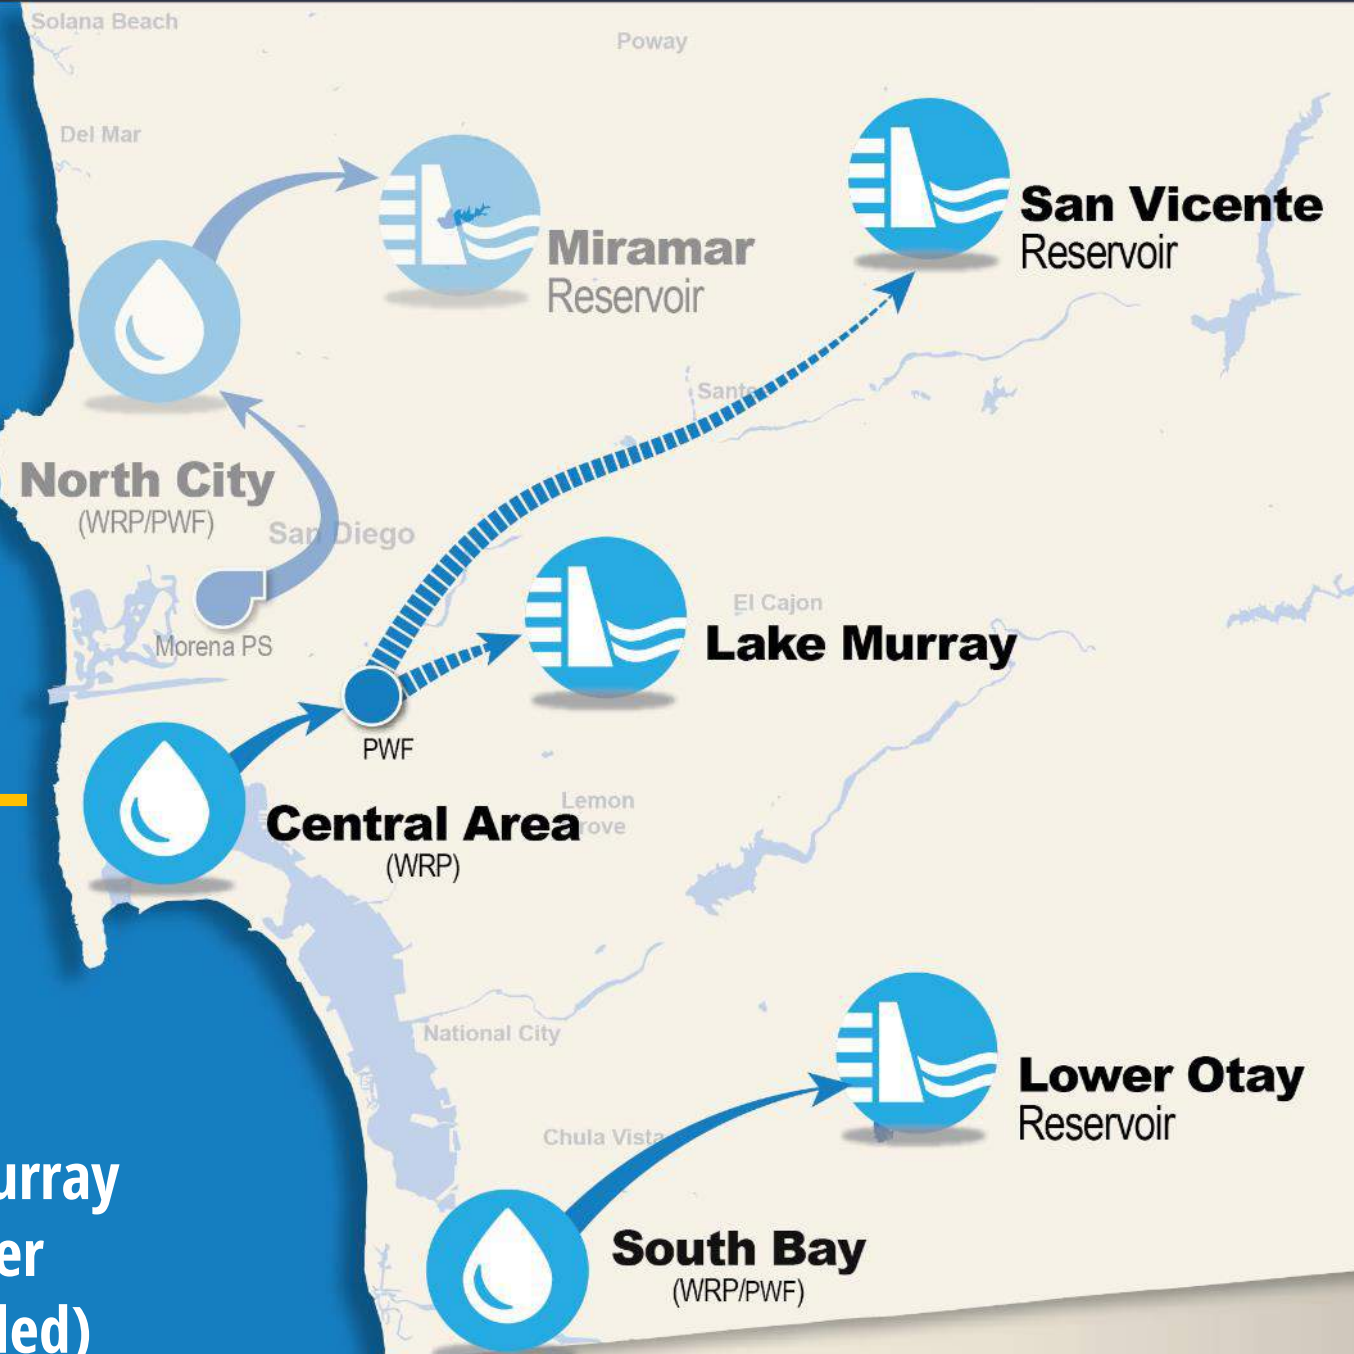 Solana Beach
Poway
Del Mar
San Vicente
Reservoir
Miramar
Reservoir
North City
(WRP/PWF)
San Diego
El Cajon
Lake Murray
Morena PS
PWF
Lemon
Central Area
(WRP)
National City
Lower Otay
Reservoir
Chula Vista
urray
er
led)
South Bay
(WRP/PWF)